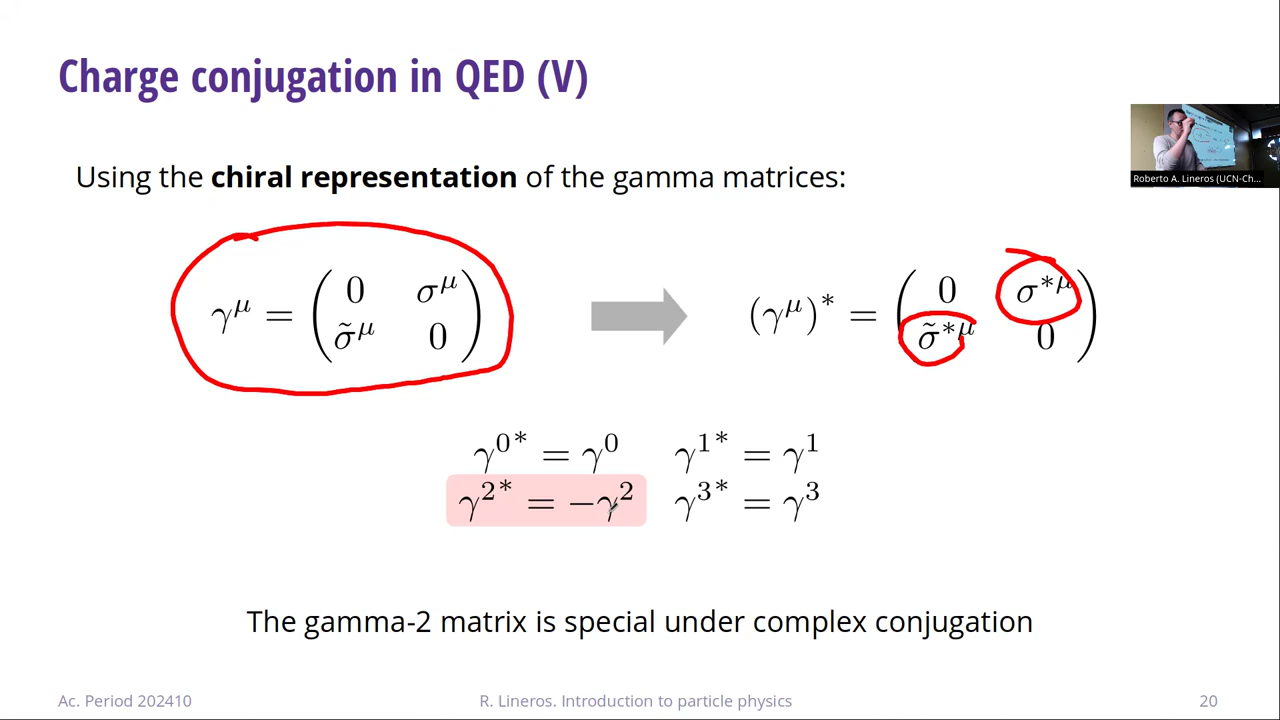 Charge conjugation in QED (V)
Roberto A. Lineros (UCN-Ch...
Using the chiral representation of the gamma matrices:
γ^μ = ( 0 σ^μ ; σ̃^μ 0 ) (γ^μ)^* = ( 0 σ^{*μ} ; σ̃^{*μ} 0 )
γ^{0*} = γ^0 γ^{1*} = γ^1
γ^{2*} = −γ^2 γ^{3*} = γ^3
The gamma-2 matrix is special under complex conjugation
Ac. Period 202410 R. Lineros. Introduction to particle physics 20